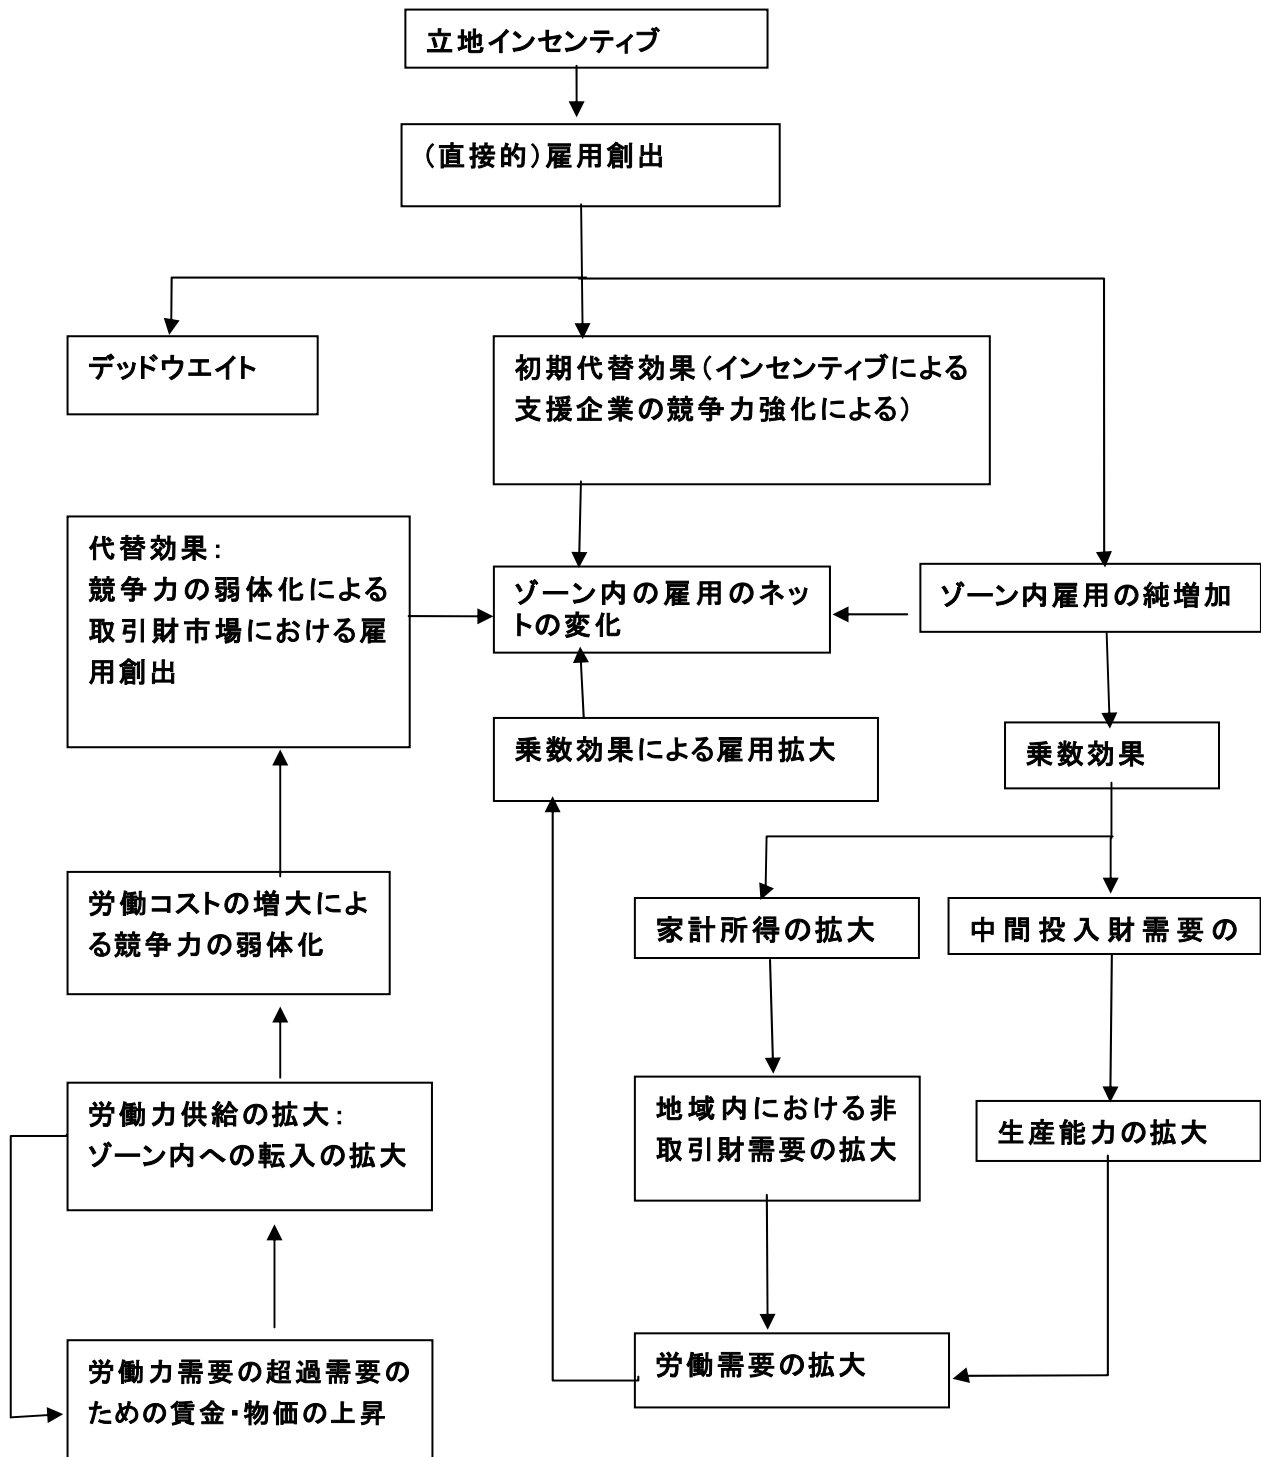 立地インセンティブ
（直接的）雇用創出
デッドウエイト
初期代替効果（インセンティブによる
支援企業の競争力強化による）
代替効果：
競争力の弱体化による
取引財市場における雇
用創出
ゾーン内の雇用のネッ
トの変化
ゾーン内雇用の純増加
乗数効果による雇用拡大
乗数効果
労働コストの増大によ
る競争力の弱体化
家計所得の拡大
中間投入財需要の
労働力供給の拡大：
ゾーン内への転入の拡大
地域内における非
取引財需要の拡大
生産能力の拡大
労働力需要の超過需要の
ための賃金・物価の上昇
労働需要の拡大